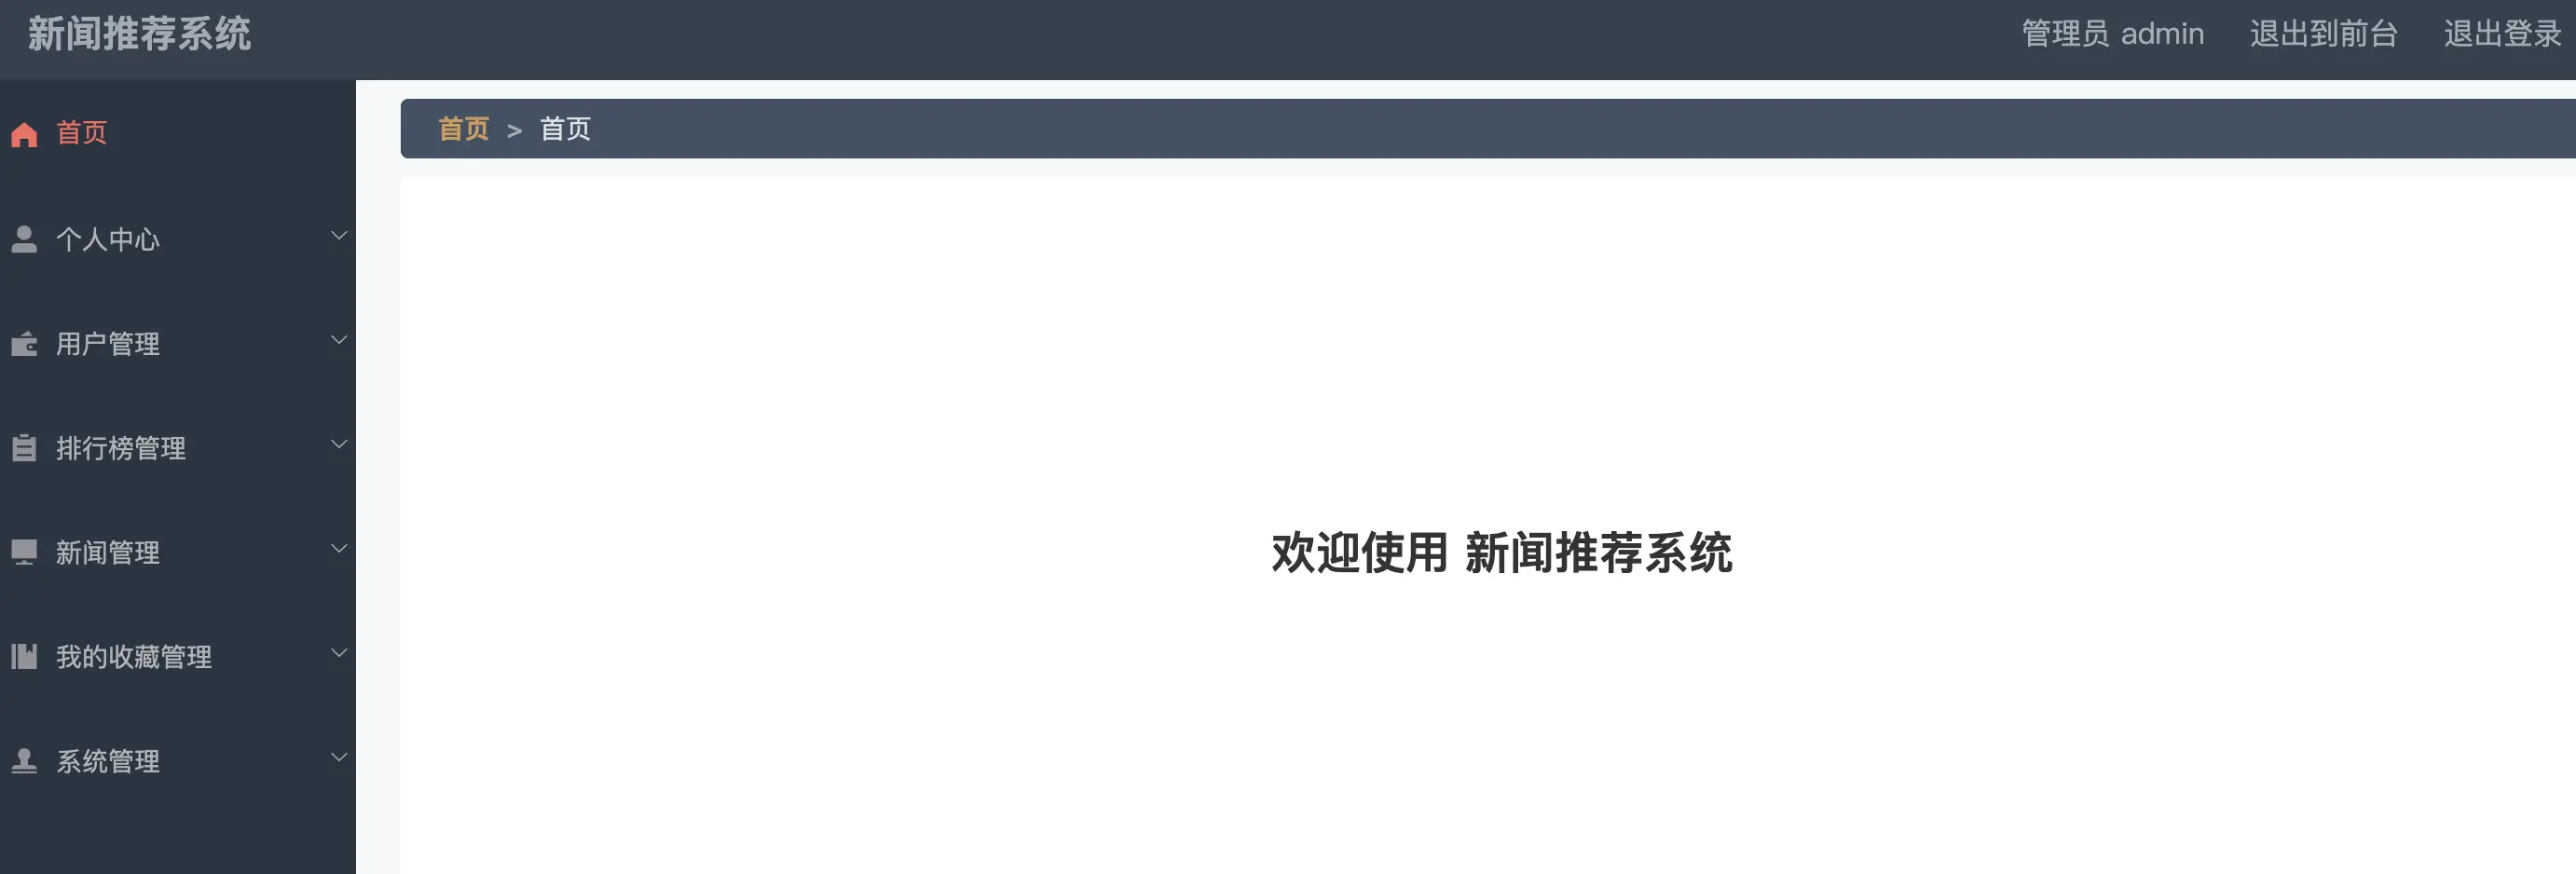 新闻推荐系统
管理员 admin
退出到前台
退出登录
首页
个人中心
用户管理
排行榜管理
新闻管理
我的收藏管理
系统管理
首页 > 首页
欢迎使用 新闻推荐系统